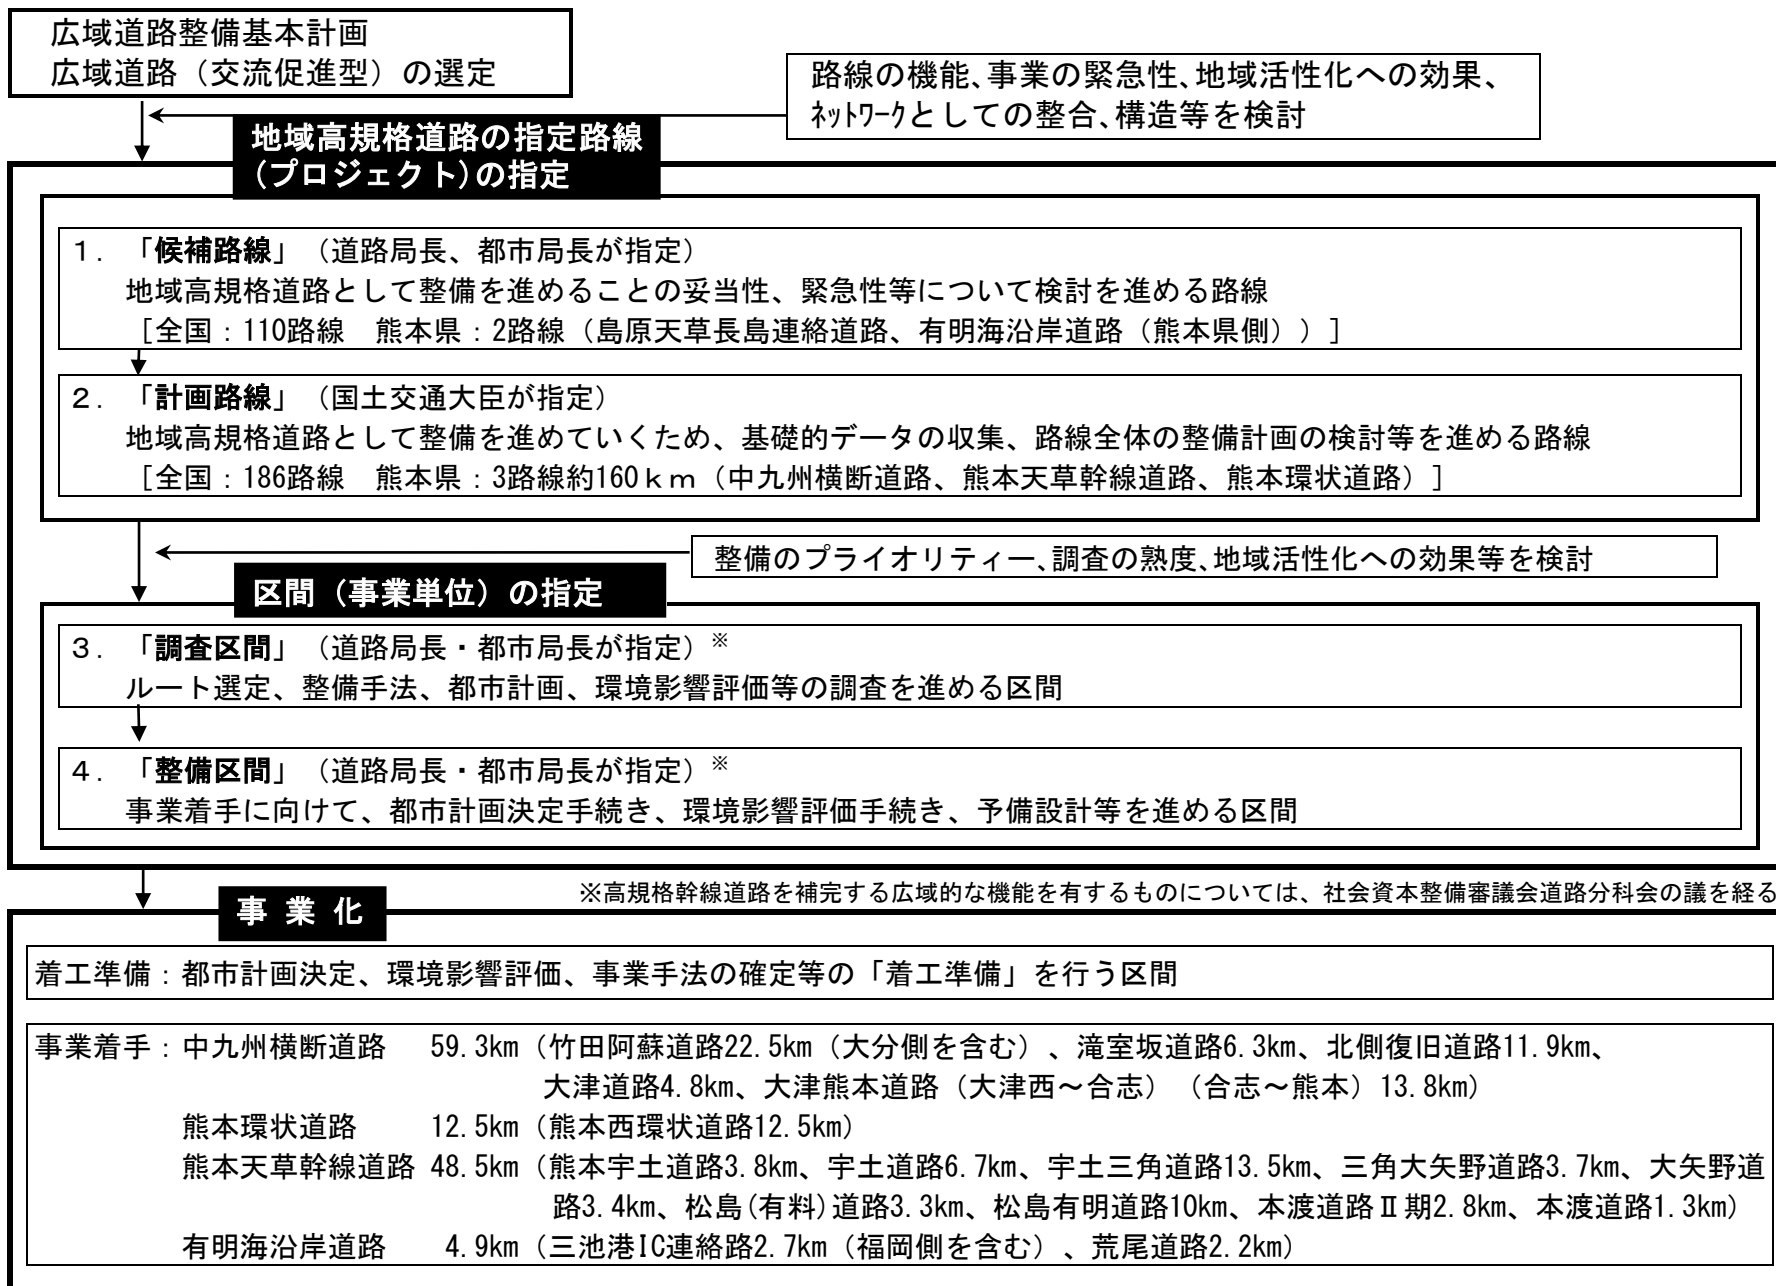 広域道路整備基本計画
広域道路（交流促進型）の選定
路線の機能、事業の緊急性、地域活性化への効果、
ﾈｯﾄﾜｰｸとしての整合、構造等を検討
地域高規格道路の指定路線
(プロジェクト)の指定
１．「候補路線」（道路局長、都市局長が指定）
地域高規格道路として整備を進めることの妥当性、緊急性等について検討を進める路線
［全国：110路線　熊本県：2路線（島原天草長島連絡道路、有明海沿岸道路（熊本県側））］
２．「計画路線」（国土交通大臣が指定）
地域高規格道路として整備を進めていくため、基礎的データの収集、路線全体の整備計画の検討等を進める路線
［全国：186路線　熊本県：3路線約160ｋｍ（中九州横断道路、熊本天草幹線道路、熊本環状道路）］
整備のプライオリティー、調査の熟度、地域活性化への効果等を検討
区間（事業単位）の指定
３．「調査区間」（道路局長・都市局長が指定）※
ルート選定、整備手法、都市計画、環境影響評価等の調査を進める区間
４．「整備区間」（道路局長・都市局長が指定）※
事業着手に向けて、都市計画決定手続き、環境影響評価手続き、予備設計等を進める区間
※高規格幹線道路を補完する広域的な機能を有するものについては、社会資本整備審議会道路分科会の議を経る
事 業 化
着工準備：都市計画決定、環境影響評価、事業手法の確定等の「着工準備」を行う区間
事業着手：中九州横断道路　59.3km（竹田阿蘇道路22.5km（大分側を含む）、滝室坂道路6.3km、北側復旧道路11.9km、
大津道路4.8km、大津熊本道路（大津西～合志）（合志～熊本）13.8km）
熊本環状道路　12.5km（熊本西環状道路12.5km）
熊本天草幹線道路 48.5km（熊本宇土道路3.8km、宇土道路6.7km、宇土三角道路13.5km、三角大矢野道路3.7km、大矢野道
路3.4km、松島(有料)道路3.3km、松島有明道路10km、本渡道路Ⅱ期2.8km、本渡道路1.3km）
有明海沿岸道路　4.9km（三池港IC連絡路2.7km（福岡側を含む）、荒尾道路2.2km）